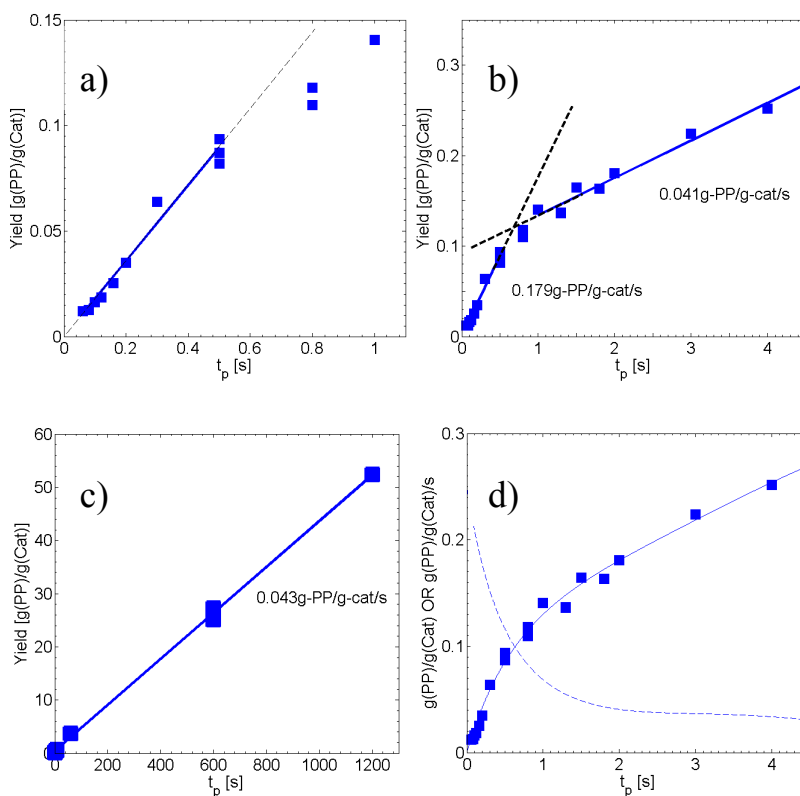 a)
Yield [g(PP)/g(Cat)]
0.15
0.1
0.05
0
0 0.2 0.4 0.6 0.8 1
t_p [s]
b)
Yield [g(PP)/g(Cat)]
0.3
0.2
0.1
0
0.041g-PP/g-cat/s
0.179g-PP/g-cat/s
0 1 2 3 4
t_p [s]
c)
Yield [g(PP)/g(Cat)]
60
50
40
30
20
10
0
0.043g-PP/g-cat/s
0 200 400 600 800 1000 1200
t_p [s]
d)
g(PP)/g(Cat) OR g(PP)/g(Cat)/s
0.3
0.2
0.1
0
0 1 2 3 4
t_p [s]